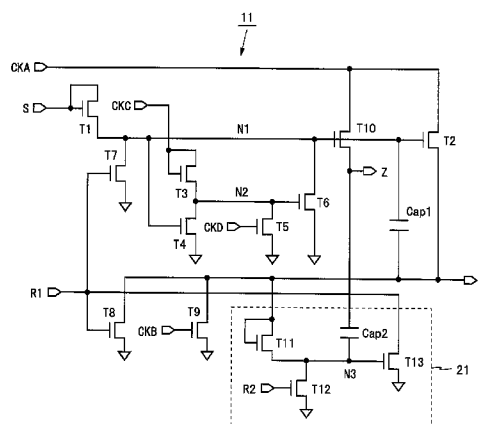 11
CKA
S
CKC
T1
N1
T10
T2
T7
T3
N2
Z
T6
Cap1
T4
CKD
T5
R1
T8
T9
CKB
T11
Cap2
T13
21
N3
R2
T12